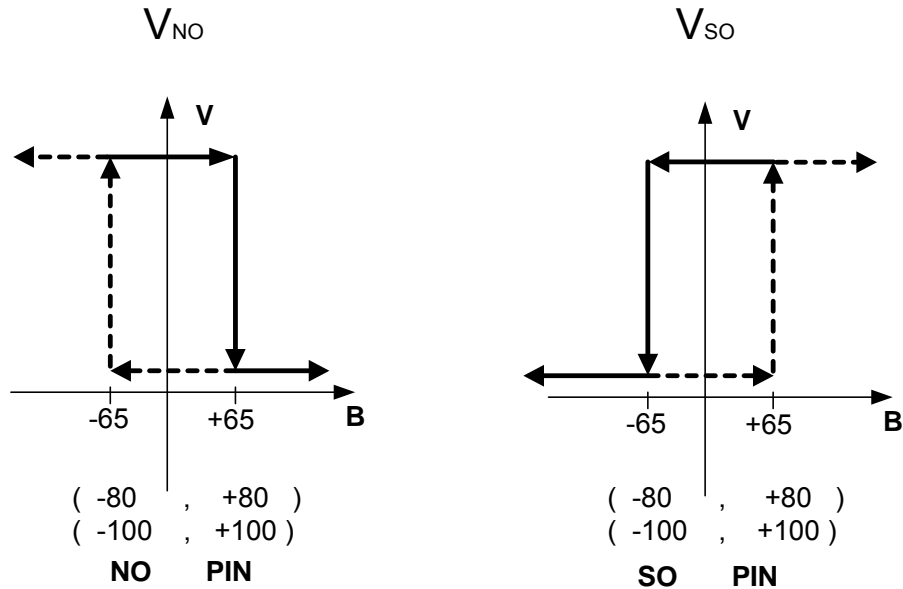 VNO
V
-65 +65 B
( -80 , +80 )
( -100 , +100 )
NO PIN
VSO
V
-65 +65 B
( -80 , +80 )
( -100 , +100 )
SO PIN